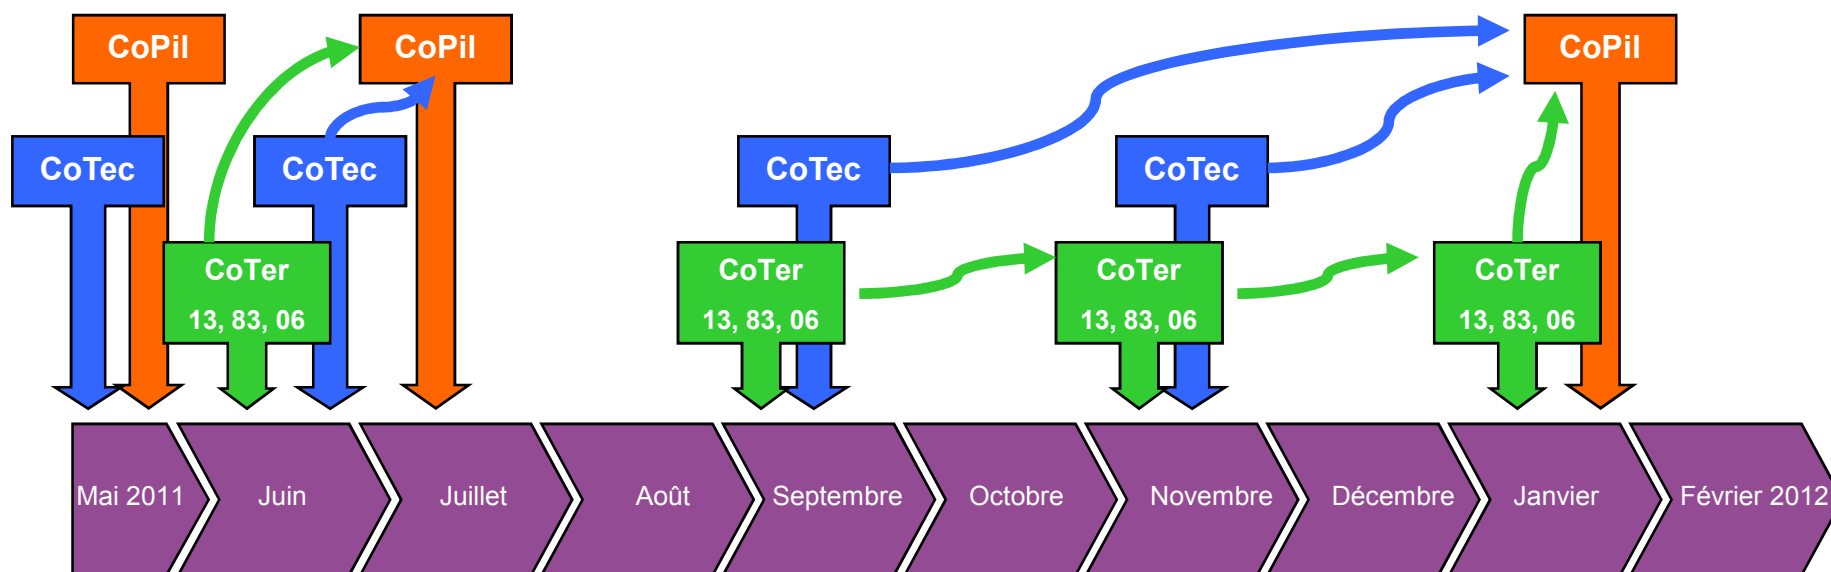 CoPil
CoPil
CoPil
CoTec
CoTec
CoTec
CoTec
CoTer
13, 83, 06
CoTer
13, 83, 06
CoTer
13, 83, 06
CoTer
13, 83, 06
Mai 2011
Juin
Juillet
Août
Septembre
Octobre
Novembre
Décembre
Janvier
Février 2012